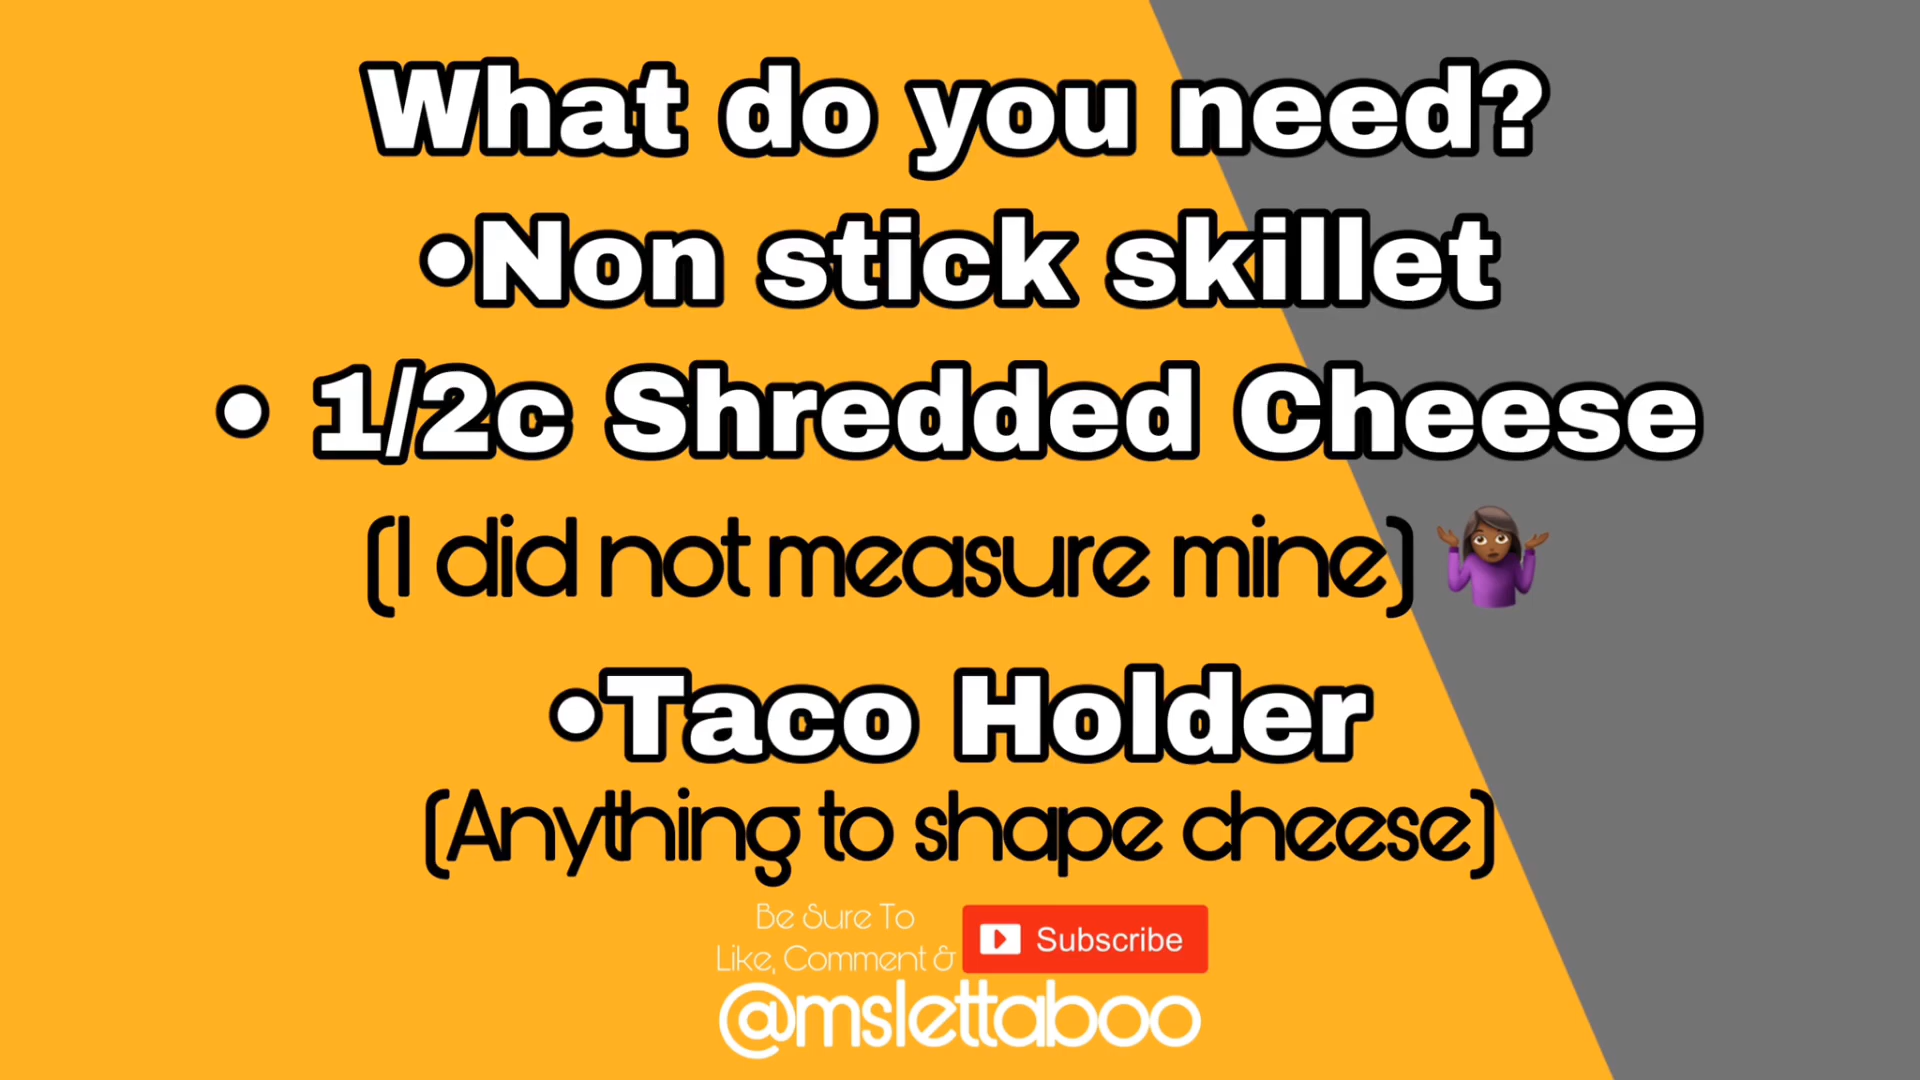 What do you need?
•Non stick skillet
• 1/2c Shredded Cheese
(I did not measure mine) 🤷🏾‍♀️
•Taco Holder
(Anything to shape cheese)
Be Sure To
Like, Comment & Subscribe
@mslettaboo